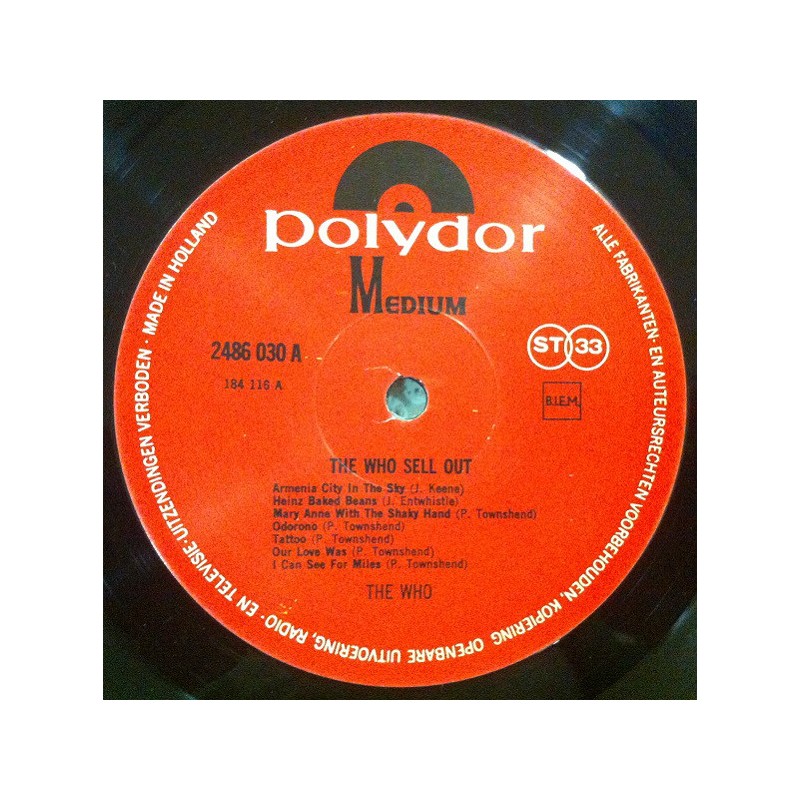 polydor
MEDIUM
2486 030 A
184 116 A
ST 33
B.I.E.M.
THE WHO SELL OUT
Armenia City In The Sky (J. Keene)
Heinz Baked Beans (J. Entwhistle)
Mary Anne With The Shaky Hand (P. Townshend)
Odorono (P. Townshend)
Tattoo (P. Townshend)
Our Love Was (P. Townshend)
I Can See For Miles (P. Townshend)
THE WHO
ALLE FABRIKANTEN- EN AUTEURSRECHTEN VOORBEHOUDEN, KOPIERING, OPENBARE UITVOERING, RADIO- EN TELEVISIE-UITZENDINGEN VERBODEN · MADE IN HOLLAND